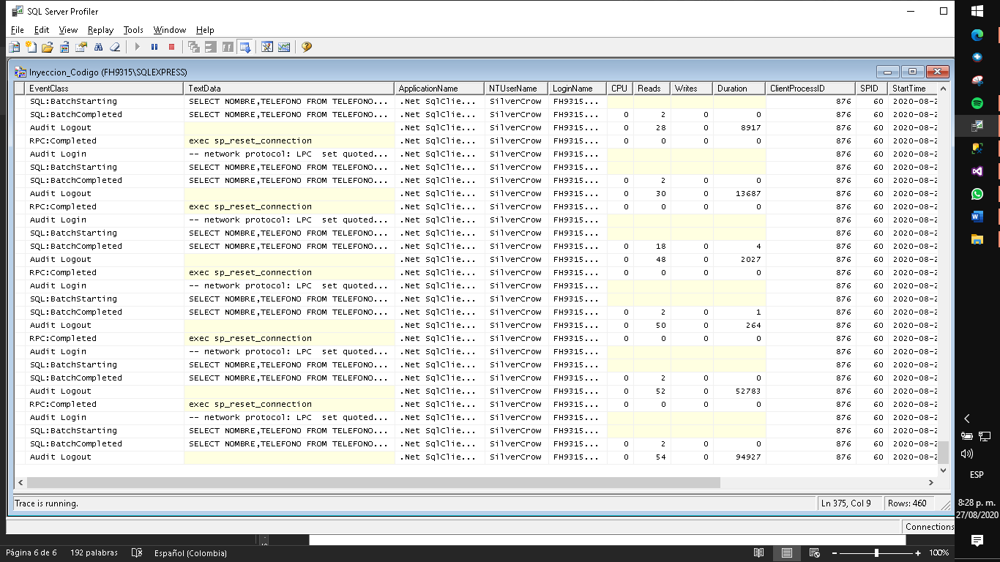 SQL Server Profiler
File Edit View Replay Tools Window Help
Inyeccion_Codigo (FH9315\SQLEXPRESS)
EventClass TextData ApplicationName NTUserName LoginName CPU Reads Writes Duration ClientProcessID SPID StartTime
SQL:BatchStarting SELECT NOMBRE,TELEFONO FROM TELEFONO... .Net SqlClie... SilverCrow FH9315... 876 60 2020-08-2
SQL:BatchCompleted SELECT NOMBRE,TELEFONO FROM TELEFONO... .Net SqlClie... SilverCrow FH9315... 0 2 0 0 876 60 2020-08-2
Audit Logout .Net SqlClie... SilverCrow FH9315... 0 28 0 8917 876 60 2020-08-2
RPC:Completed exec sp_reset_connection .Net SqlClie... SilverCrow FH9315... 0 0 0 0 876 60 2020-08-2
Audit Login -- network protocol: LPC set quoted... .Net SqlClie... SilverCrow FH9315... 876 60 2020-08-2
SQL:BatchStarting SELECT NOMBRE,TELEFONO FROM TELEFONO... .Net SqlClie... SilverCrow FH9315... 876 60 2020-08-2
SQL:BatchCompleted SELECT NOMBRE,TELEFONO FROM TELEFONO... .Net SqlClie... SilverCrow FH9315... 0 2 0 0 876 60 2020-08-2
Audit Logout .Net SqlClie... SilverCrow FH9315... 0 30 0 13687 876 60 2020-08-2
RPC:Completed exec sp_reset_connection .Net SqlClie... SilverCrow FH9315... 0 0 0 0 876 60 2020-08-2
Audit Login -- network protocol: LPC set quoted... .Net SqlClie... SilverCrow FH9315... 876 60 2020-08-2
SQL:BatchStarting SELECT NOMBRE,TELEFONO FROM TELEFONO... .Net SqlClie... SilverCrow FH9315... 876 60 2020-08-2
SQL:BatchCompleted SELECT NOMBRE,TELEFONO FROM TELEFONO... .Net SqlClie... SilverCrow FH9315... 0 18 0 4 876 60 2020-08-2
Audit Logout .Net SqlClie... SilverCrow FH9315... 0 48 0 2027 876 60 2020-08-2
RPC:Completed exec sp_reset_connection .Net SqlClie... SilverCrow FH9315... 0 0 0 0 876 60 2020-08-2
Audit Login -- network protocol: LPC set quoted... .Net SqlClie... SilverCrow FH9315... 876 60 2020-08-2
SQL:BatchStarting SELECT NOMBRE,TELEFONO FROM TELEFONO... .Net SqlClie... SilverCrow FH9315... 876 60 2020-08-2
SQL:BatchCompleted SELECT NOMBRE,TELEFONO FROM TELEFONO... .Net SqlClie... SilverCrow FH9315... 0 2 0 1 876 60 2020-08-2
Audit Logout .Net SqlClie... SilverCrow FH9315... 0 50 0 264 876 60 2020-08-2
RPC:Completed exec sp_reset_connection .Net SqlClie... SilverCrow FH9315... 0 0 0 0 876 60 2020-08-2
Audit Login -- network protocol: LPC set quoted... .Net SqlClie... SilverCrow FH9315... 876 60 2020-08-2
SQL:BatchStarting SELECT NOMBRE,TELEFONO FROM TELEFONO... .Net SqlClie... SilverCrow FH9315... 876 60 2020-08-2
SQL:BatchCompleted SELECT NOMBRE,TELEFONO FROM TELEFONO... .Net SqlClie... SilverCrow FH9315... 0 2 0 0 876 60 2020-08-2
Audit Logout .Net SqlClie... SilverCrow FH9315... 0 52 0 52783 876 60 2020-08-2
RPC:Completed exec sp_reset_connection .Net SqlClie... SilverCrow FH9315... 0 0 0 0 876 60 2020-08-2
Audit Login -- network protocol: LPC set quoted... .Net SqlClie... SilverCrow FH9315... 876 60 2020-08-2
SQL:BatchStarting SELECT NOMBRE,TELEFONO FROM TELEFONO... .Net SqlClie... SilverCrow FH9315... 876 60 2020-08-2
SQL:BatchCompleted SELECT NOMBRE,TELEFONO FROM TELEFONO... .Net SqlClie... SilverCrow FH9315... 0 2 0 0 876 60 2020-08-2
Audit Logout .Net SqlClie... SilverCrow FH9315... 0 54 0 94927 876 60 2020-08-2
Trace is running. Ln 375, Col 9 Rows: 460
Connections
ESP
8:28 p. m.
27/08/2020
Página 6 de 6 192 palabras Español (Colombia) 100%